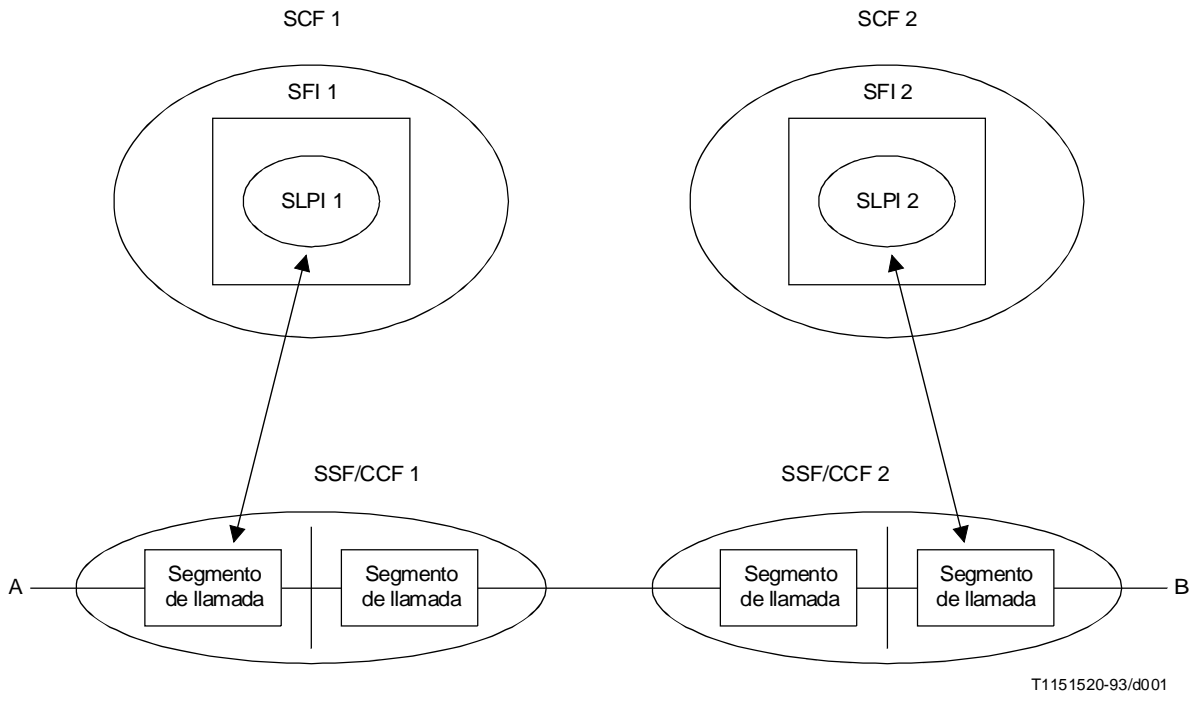 SCF 1
SCF 2
SFI 1
SFI 2
SLPI 1
SLPI 2
SSF/CCF 1
SSF/CCF 2
A
Segmento
de llamada
Segmento
de llamada
Segmento
de llamada
Segmento
de llamada
B
T1151520-93/d001